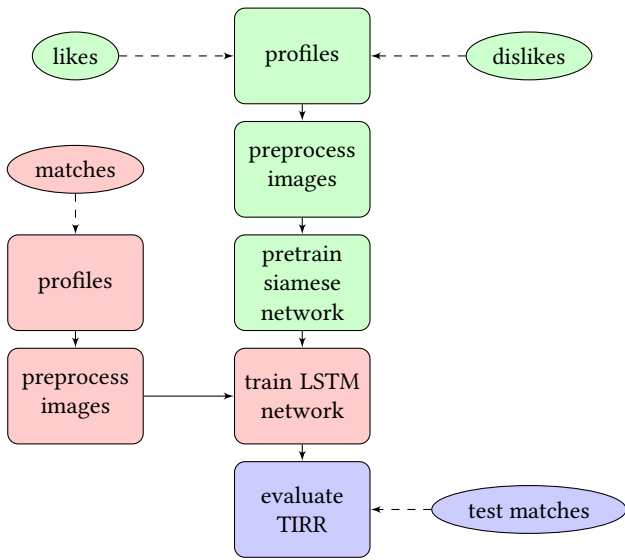 likes
profiles
dislikes
preprocess
images
matches
profiles
pretrain
siamese
network
preprocess
images
train LSTM
network
evaluate
TIRR
test matches